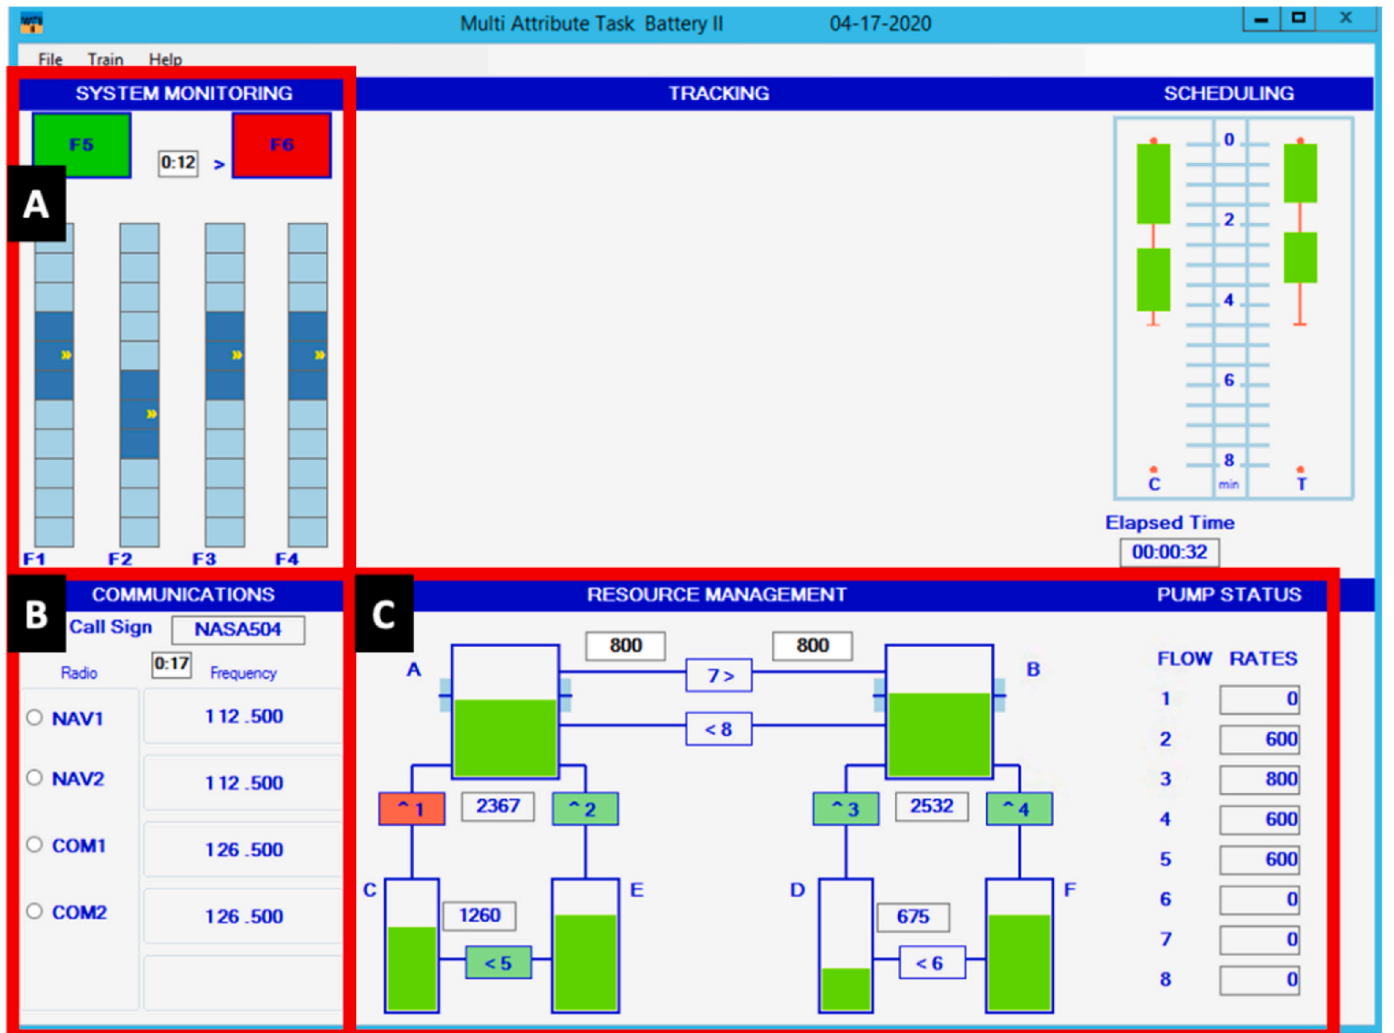 Multi Attribute Task Battery II 04-17-2020
File Train Help
SYSTEM MONITORING TRACKING SCHEDULING
F5 0:12 > F6
A
F1 F2 F3 F4
0
2
4
6
8
C min T
Elapsed Time
00:00:32
B COMMUNICATIONS
Call Sign NASA504
Radio 0:17 Frequency
NAV1 112.500
NAV2 112.500
COM1 126.500
COM2 126.500
C RESOURCE MANAGEMENT PUMP STATUS
800 800
A 7 > B
< 8
^ 1 2367 ^ 2 ^ 3 2532 ^ 4
C E D F
1260 675
< 5 < 6
FLOW RATES
1 0
2 600
3 800
4 600
5 600
6 0
7 0
8 0